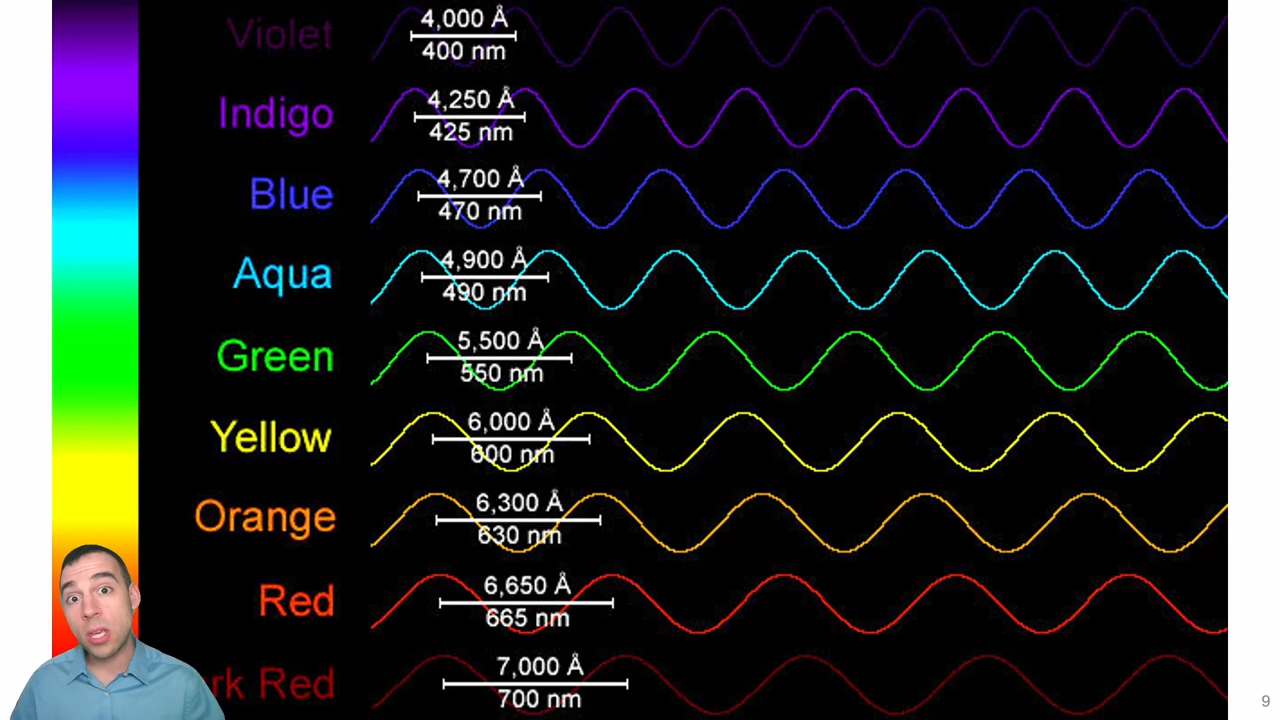 Violet
4,000 Å
400 nm
Indigo
4,250 Å
425 nm
Blue
4,700 Å
470 nm
Aqua
4,900 Å
490 nm
Green
5,500 Å
550 nm
Yellow
6,000 Å
600 nm
Orange
6,300 Å
630 nm
Red
6,650 Å
665 nm
rk Red
7,000 Å
700 nm
9